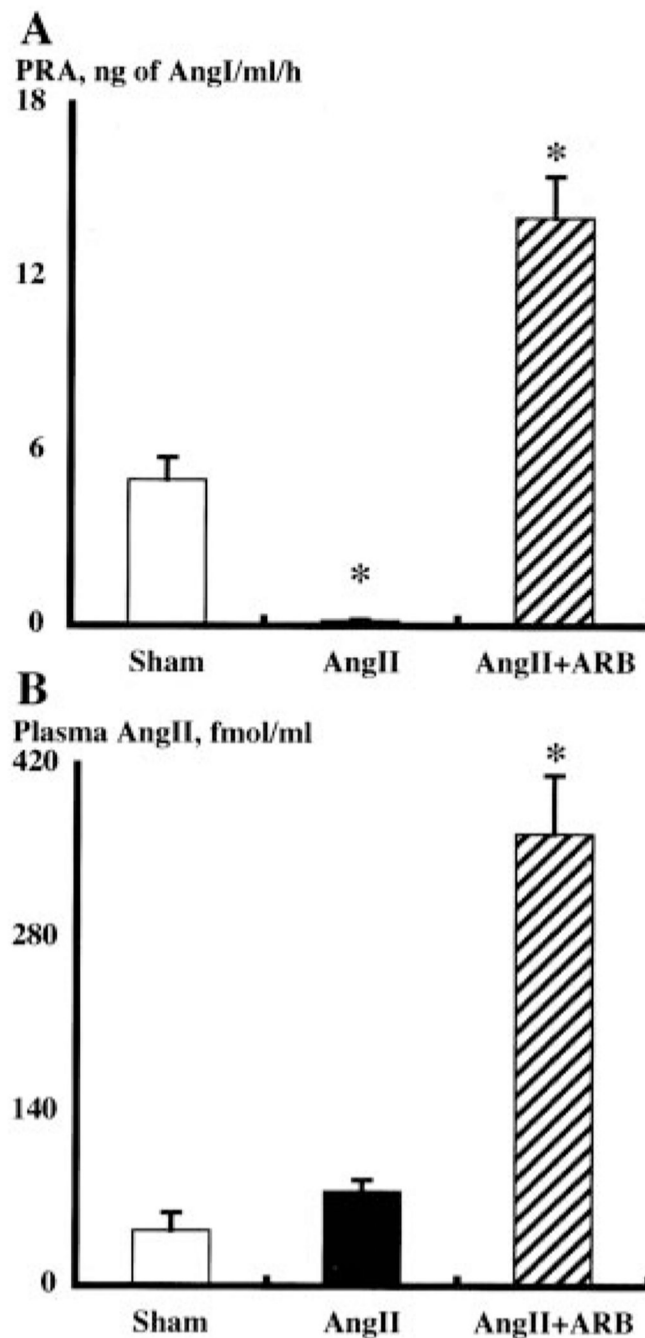 A
PRA, ng of AngI/ml/h
18
*
12
6
*
0
Sham AngII AngII+ARB
B
Plasma AngII, fmol/ml
420
*
280
140
0
Sham AngII AngII+ARB